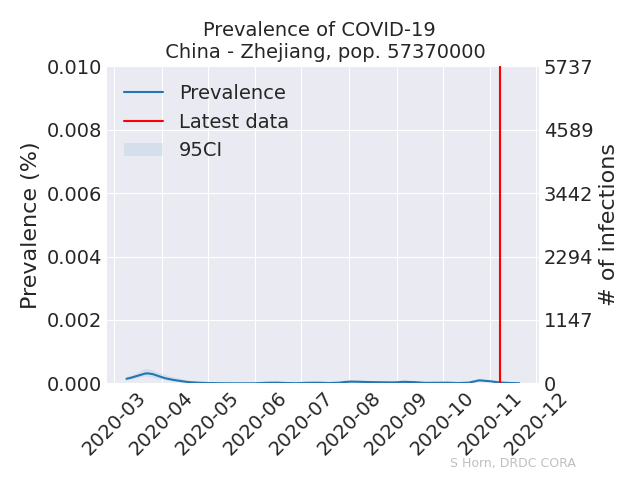 Prevalence of COVID-19
China - Zhejiang, pop. 57370000
Prevalence
Latest data
95CI
Prevalence (%)
0.010
0.008
0.006
0.004
0.002
0.000
5737
4589
3442
2294
1147
0
# of infections
2020-03
2020-04
2020-05
2020-06
2020-07
2020-08
2020-09
2020-10
2020-11
2020-12
S Horn, DRDC CORA